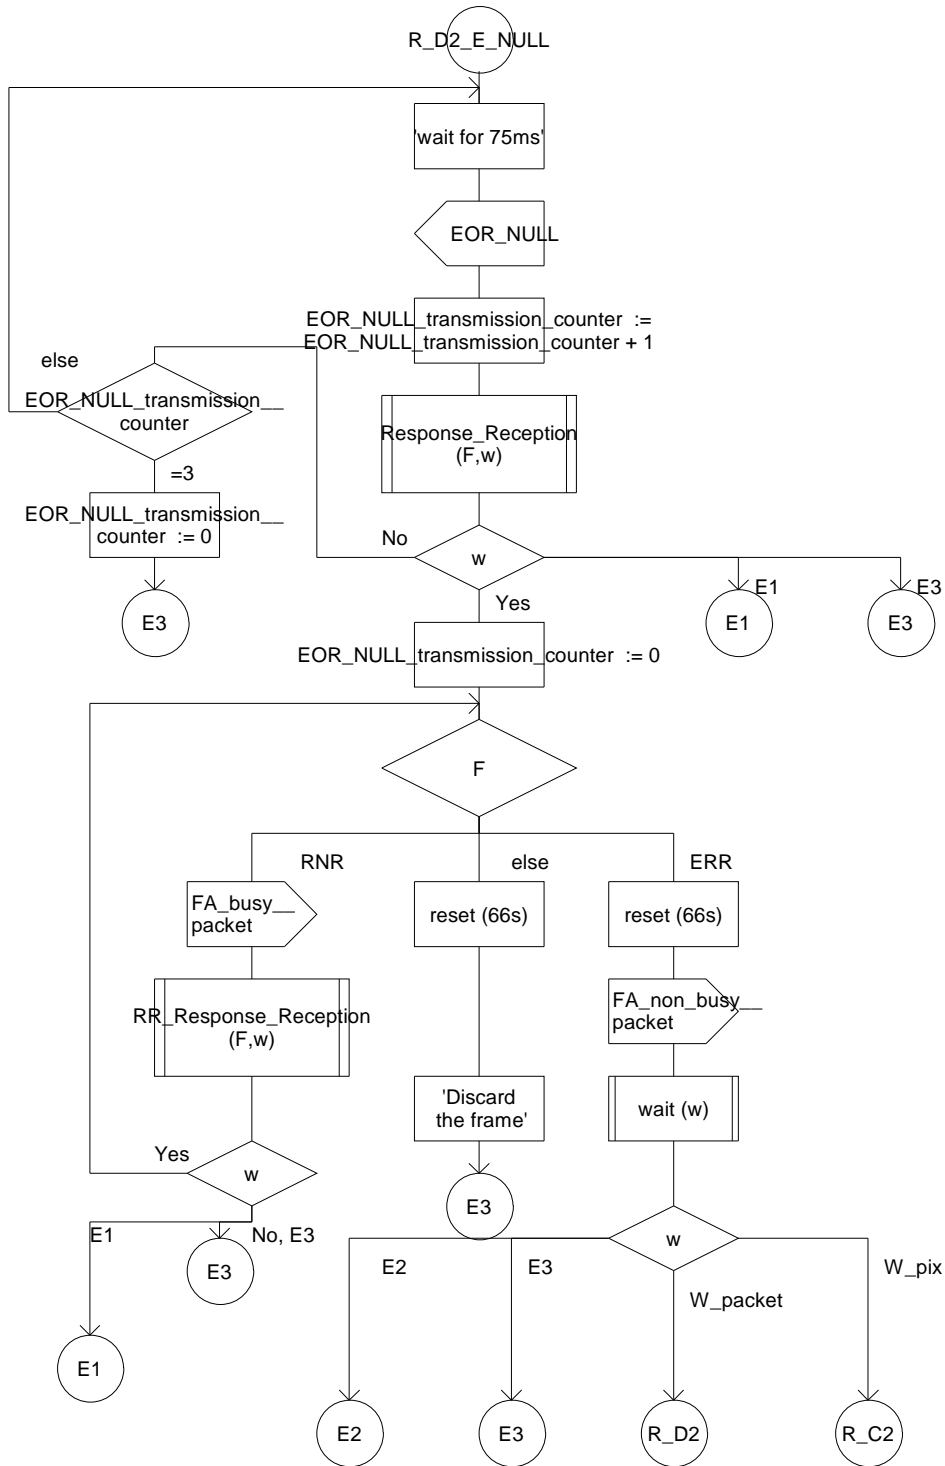 R_D2_E_NULL
'wait for 75ms'
EOR_NULL
EOR_NULL_transmission_counter :=
EOR_NULL_transmission_counter + 1
else
EOR_NULL_transmission__
counter
Response_Reception
(F,w)
=3
EOR_NULL_transmission__
counter := 0
No
w
E1
E3
E3
E1
E3
Yes
EOR_NULL_transmission_counter := 0
F
RNR
else
ERR
FA_busy__
packet
reset (66s)
reset (66s)
FA_non_busy__
packet
RR_Response_Reception
(F,w)
'Discard
the frame'
wait (w)
Yes
w
E3
E1
No, E3
w
E3
E2
E3
W_packet
W_pix
E1
E2
E3
R_D2
R_C2